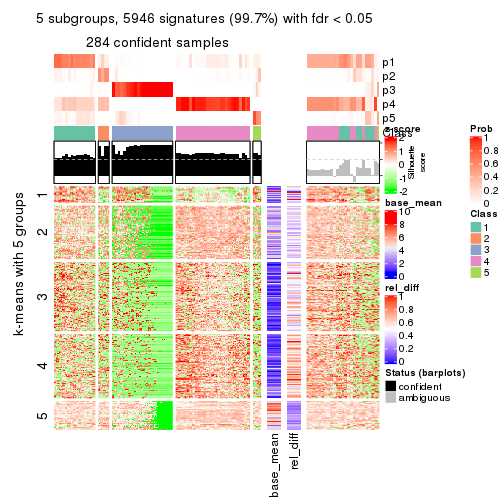 5 subgroups, 5946 signatures (99.7%) with fdr < 0.05
284 confident samples
p1
p2
p3
p4
p5
Class
Silhouette
score
k-means with 5 groups
1
2
3
4
5
base_mean
rel_diff
z-score
2
1
0
-1
-2
base_mean
10
8
6
4
2
0
rel_diff
1
0.8
0.6
0.4
0.2
0
Status (barplots)
confident
ambiguous
Prob
1
0.8
0.6
0.4
0.2
0
Class
1
2
3
4
5